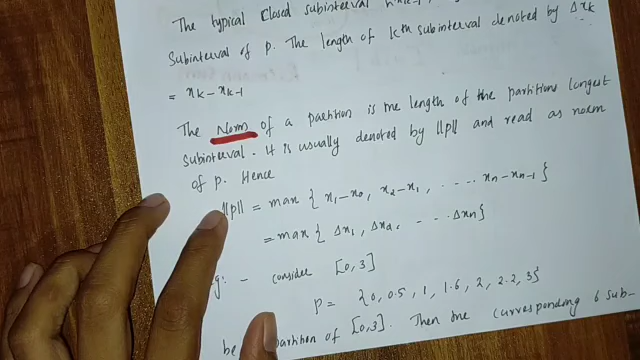 The typical closed subinterval
Subinterval of P. The length of kth subinterval denoted by Δxk
= xk - xk-1
The Norm of a partition is the length of the partitions longest
subinterval. It is usually denoted by ||p|| and read as norm
of p. Hence
||p|| = max { x1-x0, x2-x1, ..... xn-xn-1}
= max { Δx1, Δx2, ..... Δxn}
eg: - consider [0,3]
P = {0, 0.5, 1, 1.6, 2, 2.2, 3}
be partition of [0,3]. Then the corresponding 6 sub-